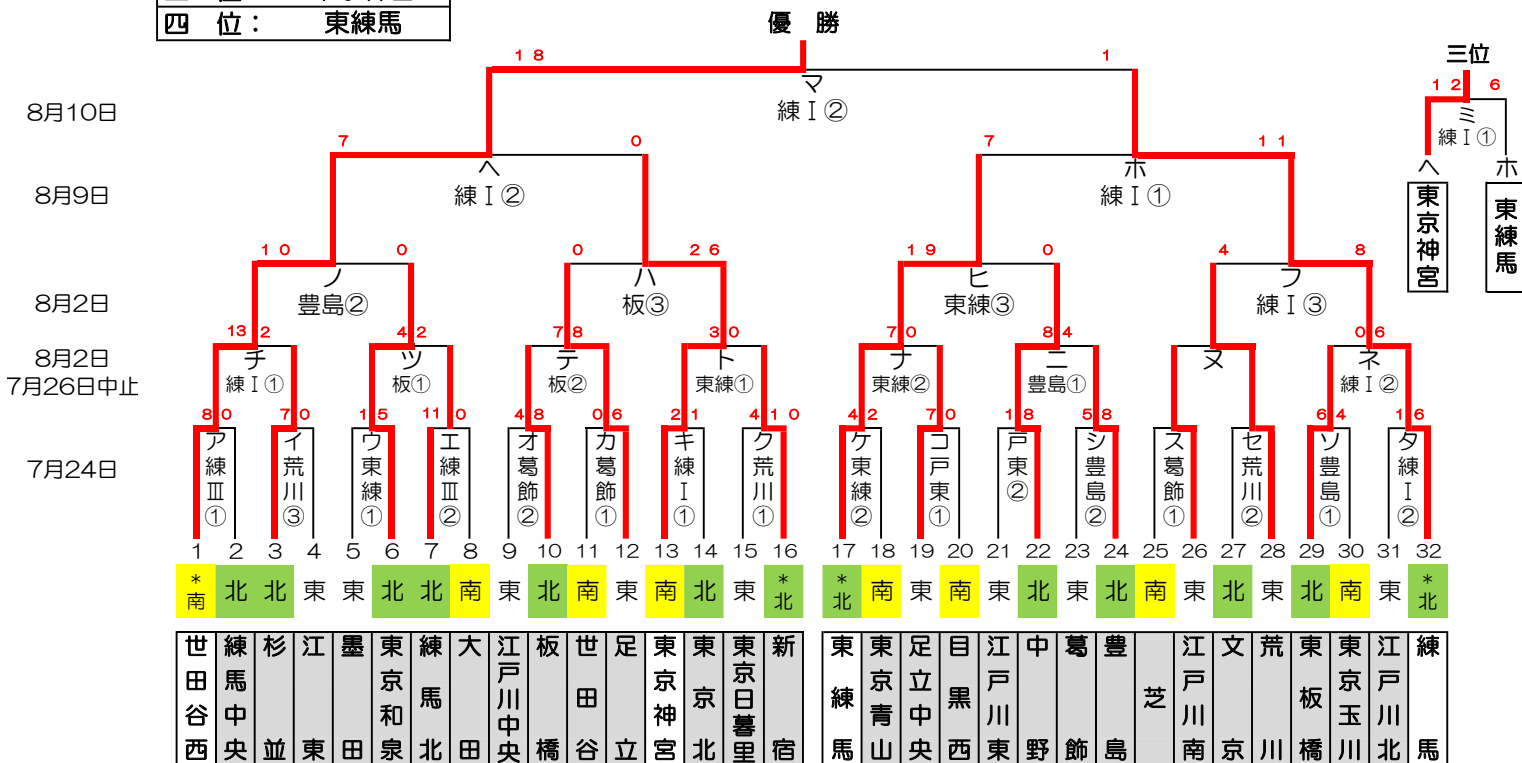 四 位： 東練馬
優 勝
18 1
三位
マ
練Ⅰ②
12 6
ミ
練Ⅰ①
ヘ ホ
東京神宮 東練馬
8月10日
7 0 7 11
ヘ ホ
練Ⅰ② 練Ⅰ①
8月9日
10 0 0 26 19 0 4 8
ノ ハ ヒ フ
豊島② 板③ 東練③ 練Ⅰ③
8月2日
13 2 4 2 7 8 3 0 7 0 8 4 0 6
チ ツ テ ト ナ ニ ヌ ネ
練Ⅰ① 板① 板② 東練① 東練② 豊島① 練Ⅰ②
8月2日
7月26日中止
8 0 7 0 1 5 11 0 4 8 0 6 2 1 4 10 4 2 7 0 1 8 5 8 6 4 1 6
ア イ ウ エ オ カ キ ク ケ コ サ シ ス セ ソ タ
練Ⅲ① 荒川③ 東練① 練Ⅲ② 葛飾② 葛飾① 練Ⅰ① 荒川① 東練② 戸東① 戸東② 豊島② 葛飾① 荒川② 豊島① 練Ⅰ②
7月24日
1 2 3 4 5 6 7 8 9 10 11 12 13 14 15 16 17 18 19 20 21 22 23 24 25 26 27 28 29 30 31 32
*南 北 北 東 東 北 北 南 東 北 南 東 南 北 東 *北 *北 南 東 南 東 北 東 北 南 東 北 東 北 南 東 *北
世田谷西 練馬中央 杉並 江東 墨田 東京和泉 練馬北 大田 江戸川中央 板橋 世田谷 足立 東京神宮 東京北 東京日暮里 新宿 東練馬 東京青山 足立中央 目黒西 江戸川東 中野 葛飾 豊島 芝 江戸川南 文京 荒川 東板橋 東京玉川 江戸川北 練馬